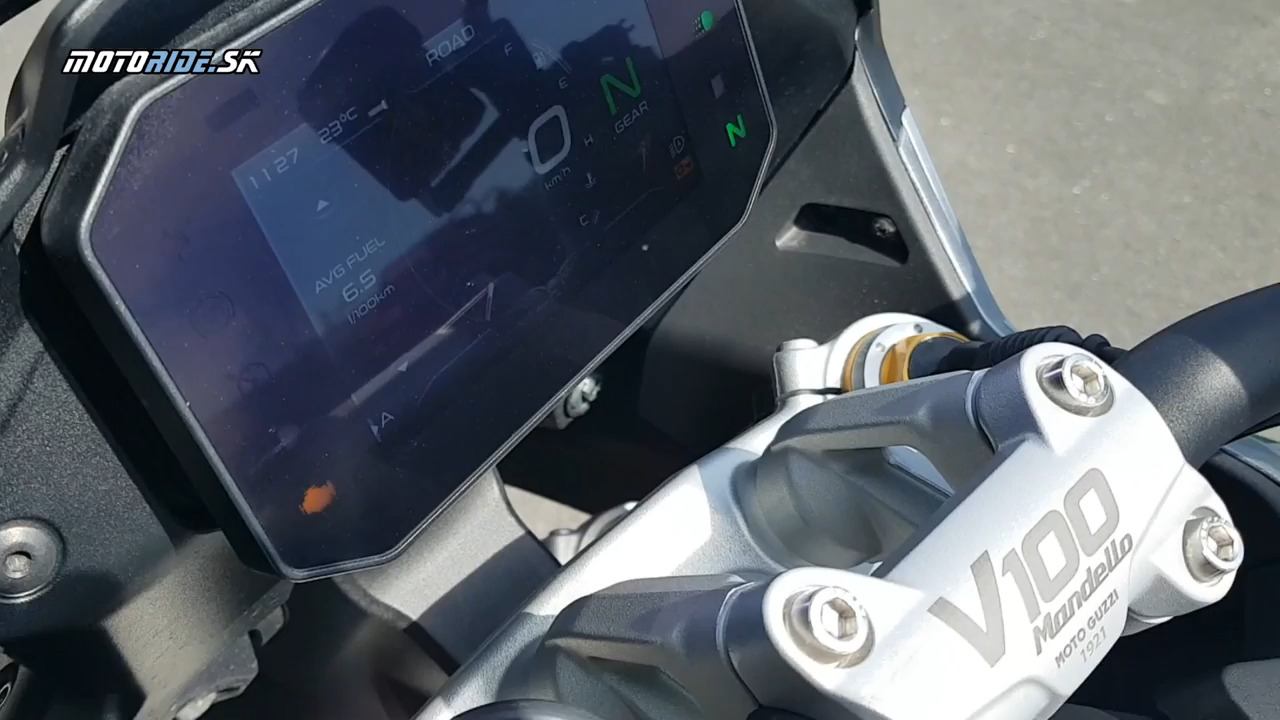 MOTORIDE.SK
ROAD
1127
23°C
F
E
N
GEAR
0
km/h
H
C
N
AVG FUEL
6.5
l/100km
A
V100
Mandello
MOTO GUZZI
1921